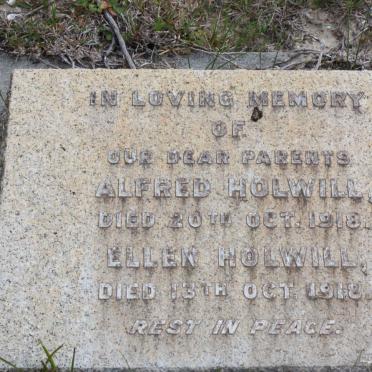 IN LOVING MEMORY
OF
OUR DEAR PARENTS
ALFRED HOLWILL,
DIED 20TH OCT. 1918.
ELLEN HOLWILL,
DIED 13TH OCT. 1918.
REST IN PEACE.